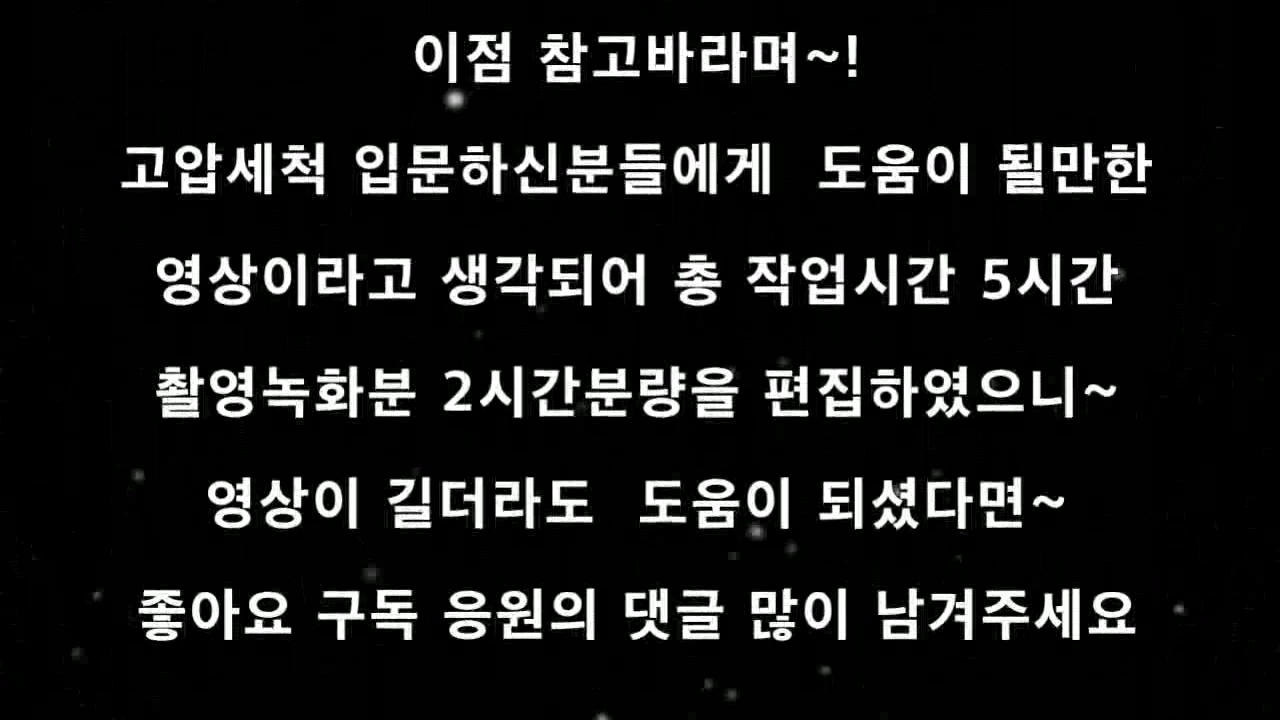 이점 참고바라며~!
고압세척 입문하신분들에게 도움이 될만한
영상이라고 생각되어 총 작업시간 5시간
촬영녹화분 2시간분량을 편집하였으니~
영상이 길더라도 도움이 되셨다면~
좋아요 구독 응원의 댓글 많이 남겨주세요